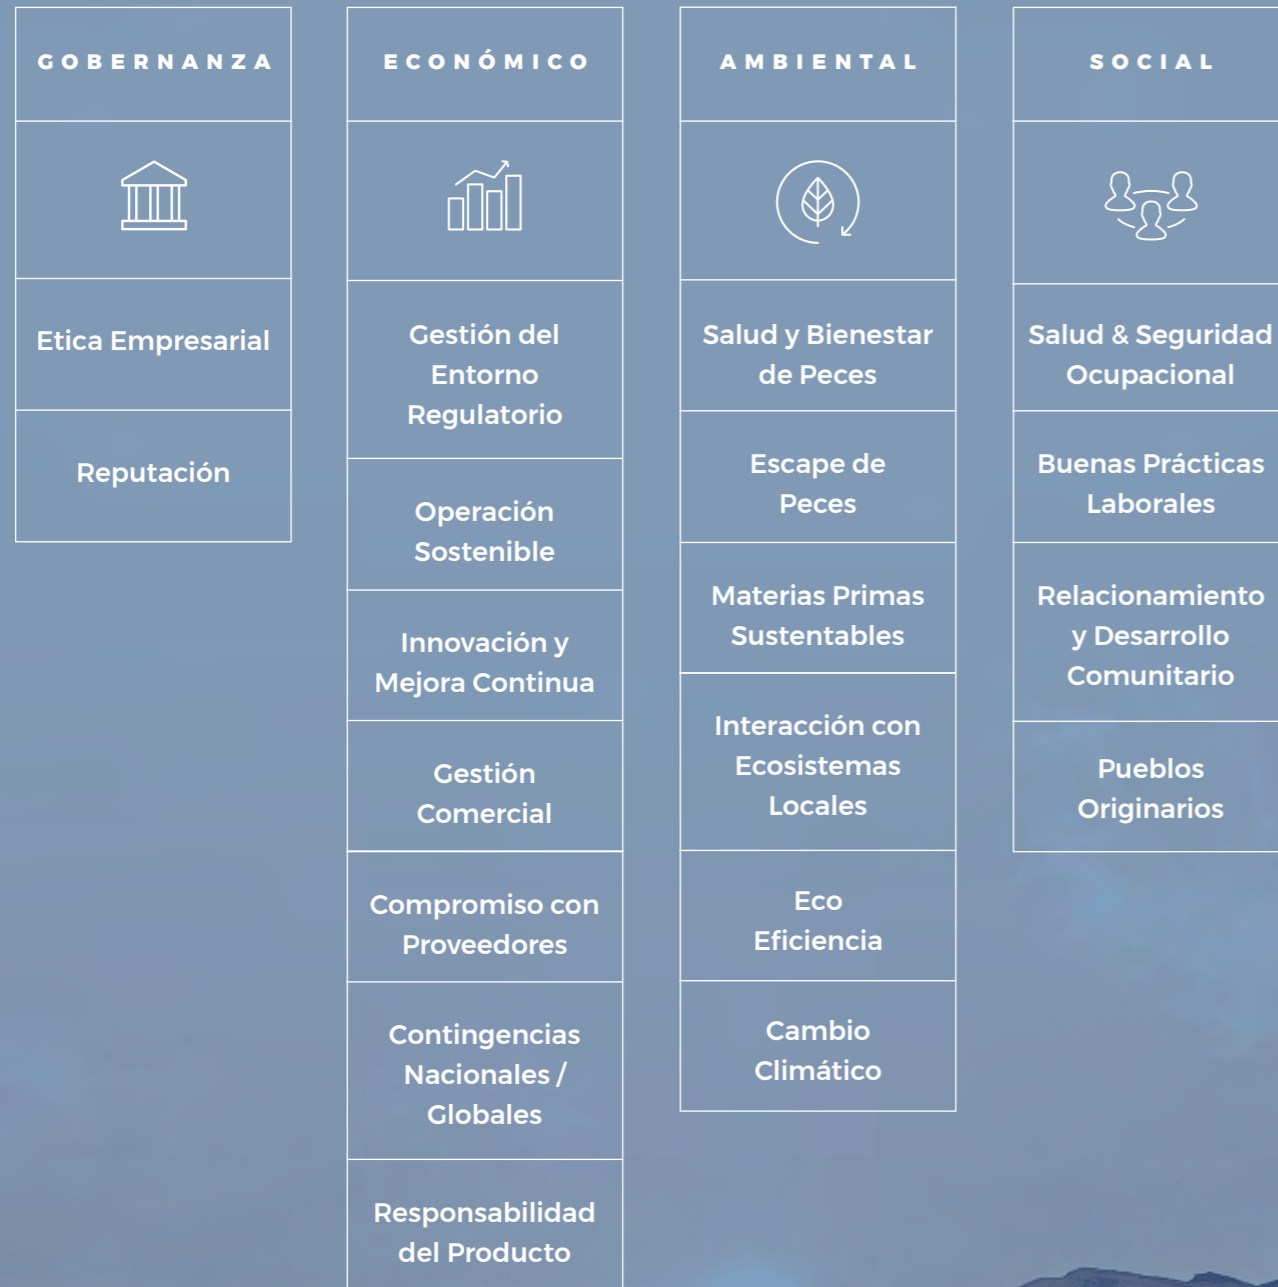 GOBERNANZA
Etica Empresarial
Reputación
ECONÓMICO
Gestión del
Entorno
Regulatorio
Operación
Sostenible
Innovación y
Mejora Continua
Gestión
Comercial
Compromiso con
Proveedores
Contingencias
Nacionales /
Globales
Responsabilidad
del Producto
AMBIENTAL
Salud y Bienestar
de Peces
Escape de
Peces
Materias Primas
Sustentables
Interacción con
Ecosistemas
Locales
Eco
Eficiencia
Cambio
Climático
SOCIAL
Salud & Seguridad
Ocupacional
Buenas Prácticas
Laborales
Relacionamiento
y Desarrollo
Comunitario
Pueblos
Originarios